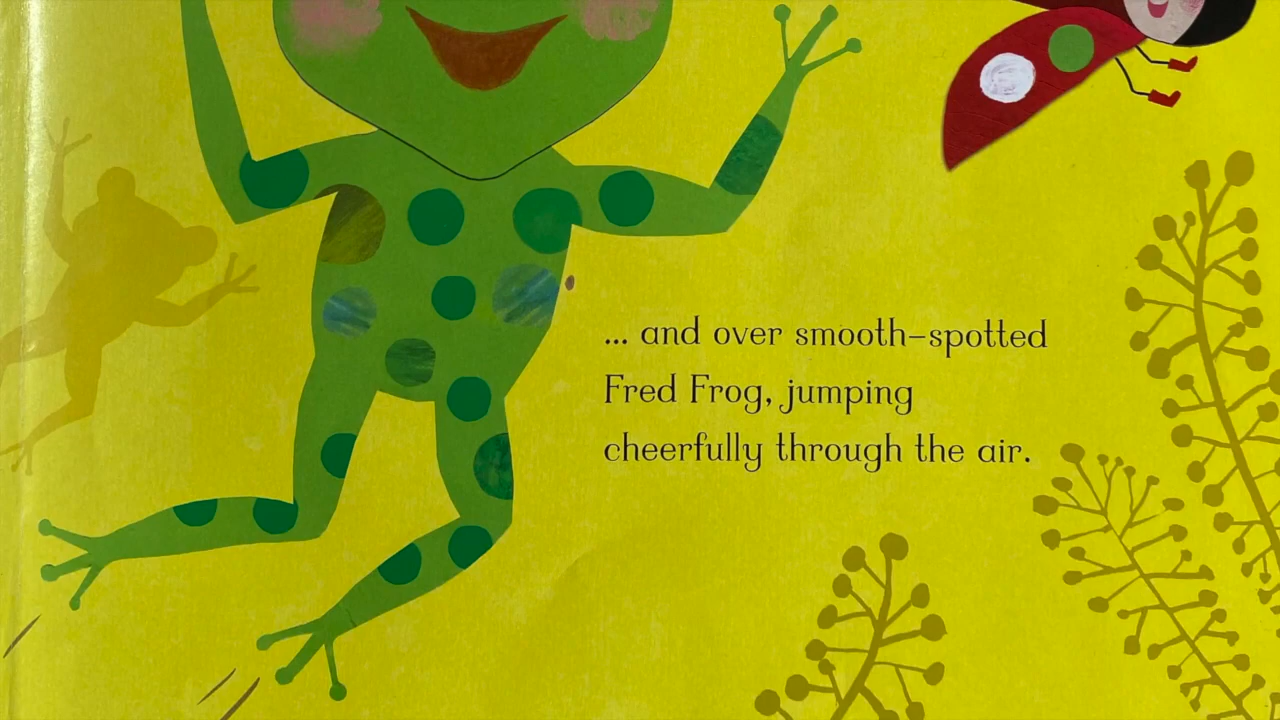 ... and over smooth-spotted
Fred Frog, jumping
cheerfully through the air.